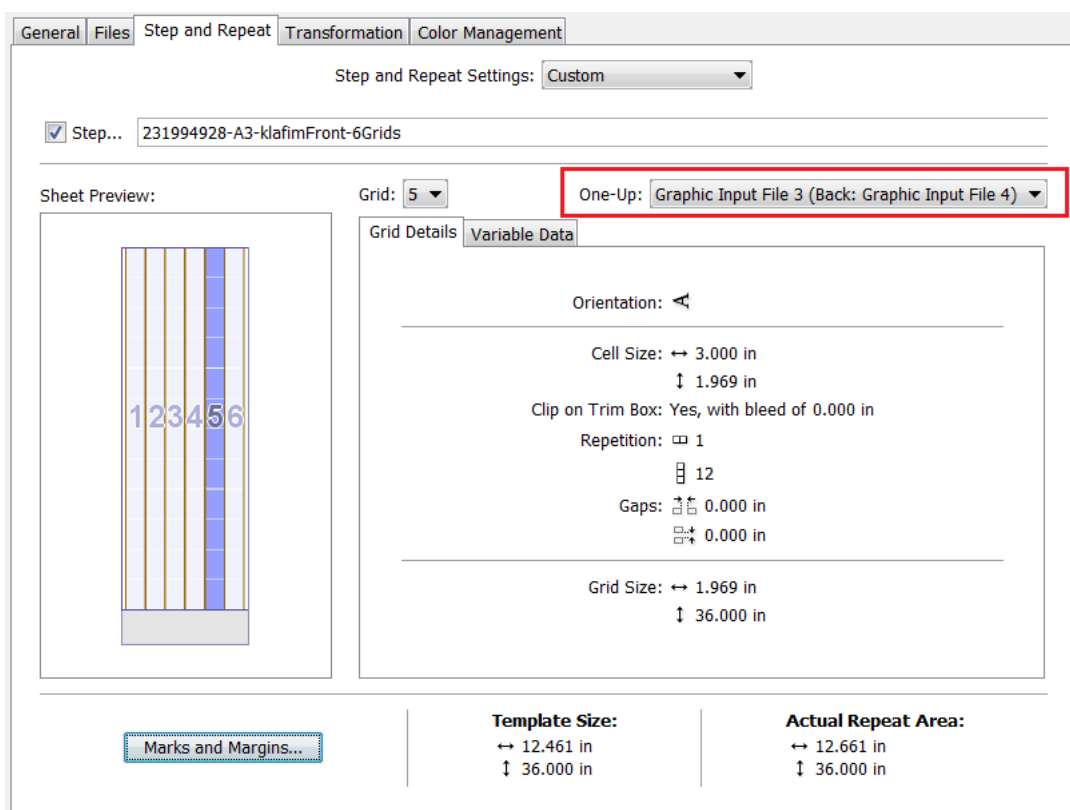 General Files Step and Repeat Transformation Color Management
Step and Repeat Settings: Custom
Step... 231994928-A3-klafimFront-6Grids
Sheet Preview: Grid: 5 One-Up: Graphic Input File 3 (Back: Graphic Input File 4)
Grid Details Variable Data
Orientation:
Cell Size: ↔ 3.000 in
↕ 1.969 in
123456 Clip on Trim Box: Yes, with bleed of 0.000 in
Repetition: 1
12
Gaps: 0.000 in
0.000 in
Grid Size: ↔ 1.969 in
↕ 36.000 in
Marks and Margins...
Template Size: Actual Repeat Area:
↔ 12.461 in ↔ 12.661 in
↕ 36.000 in ↕ 36.000 in